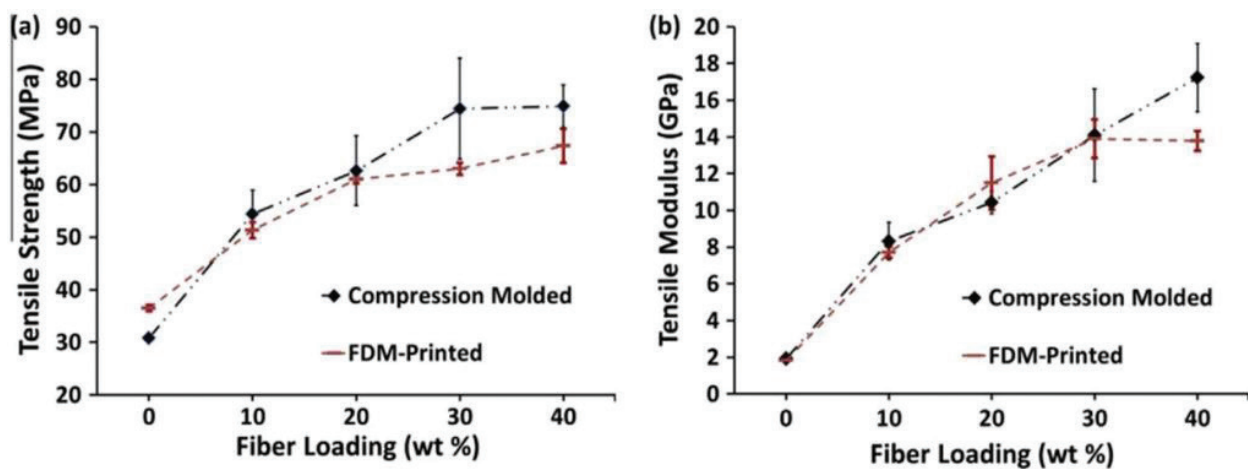 (a)
Tensile Strength (MPa)
90
80
70
60
50
40
30
20
Compression Molded
FDM-Printed
0 10 20 30 40
Fiber Loading (wt %)
(b)
Tensile Modulus (GPa)
20
18
16
14
12
10
8
6
4
2
0
Compression Molded
FDM-Printed
0 10 20 30 40
Fiber Loading (wt %)